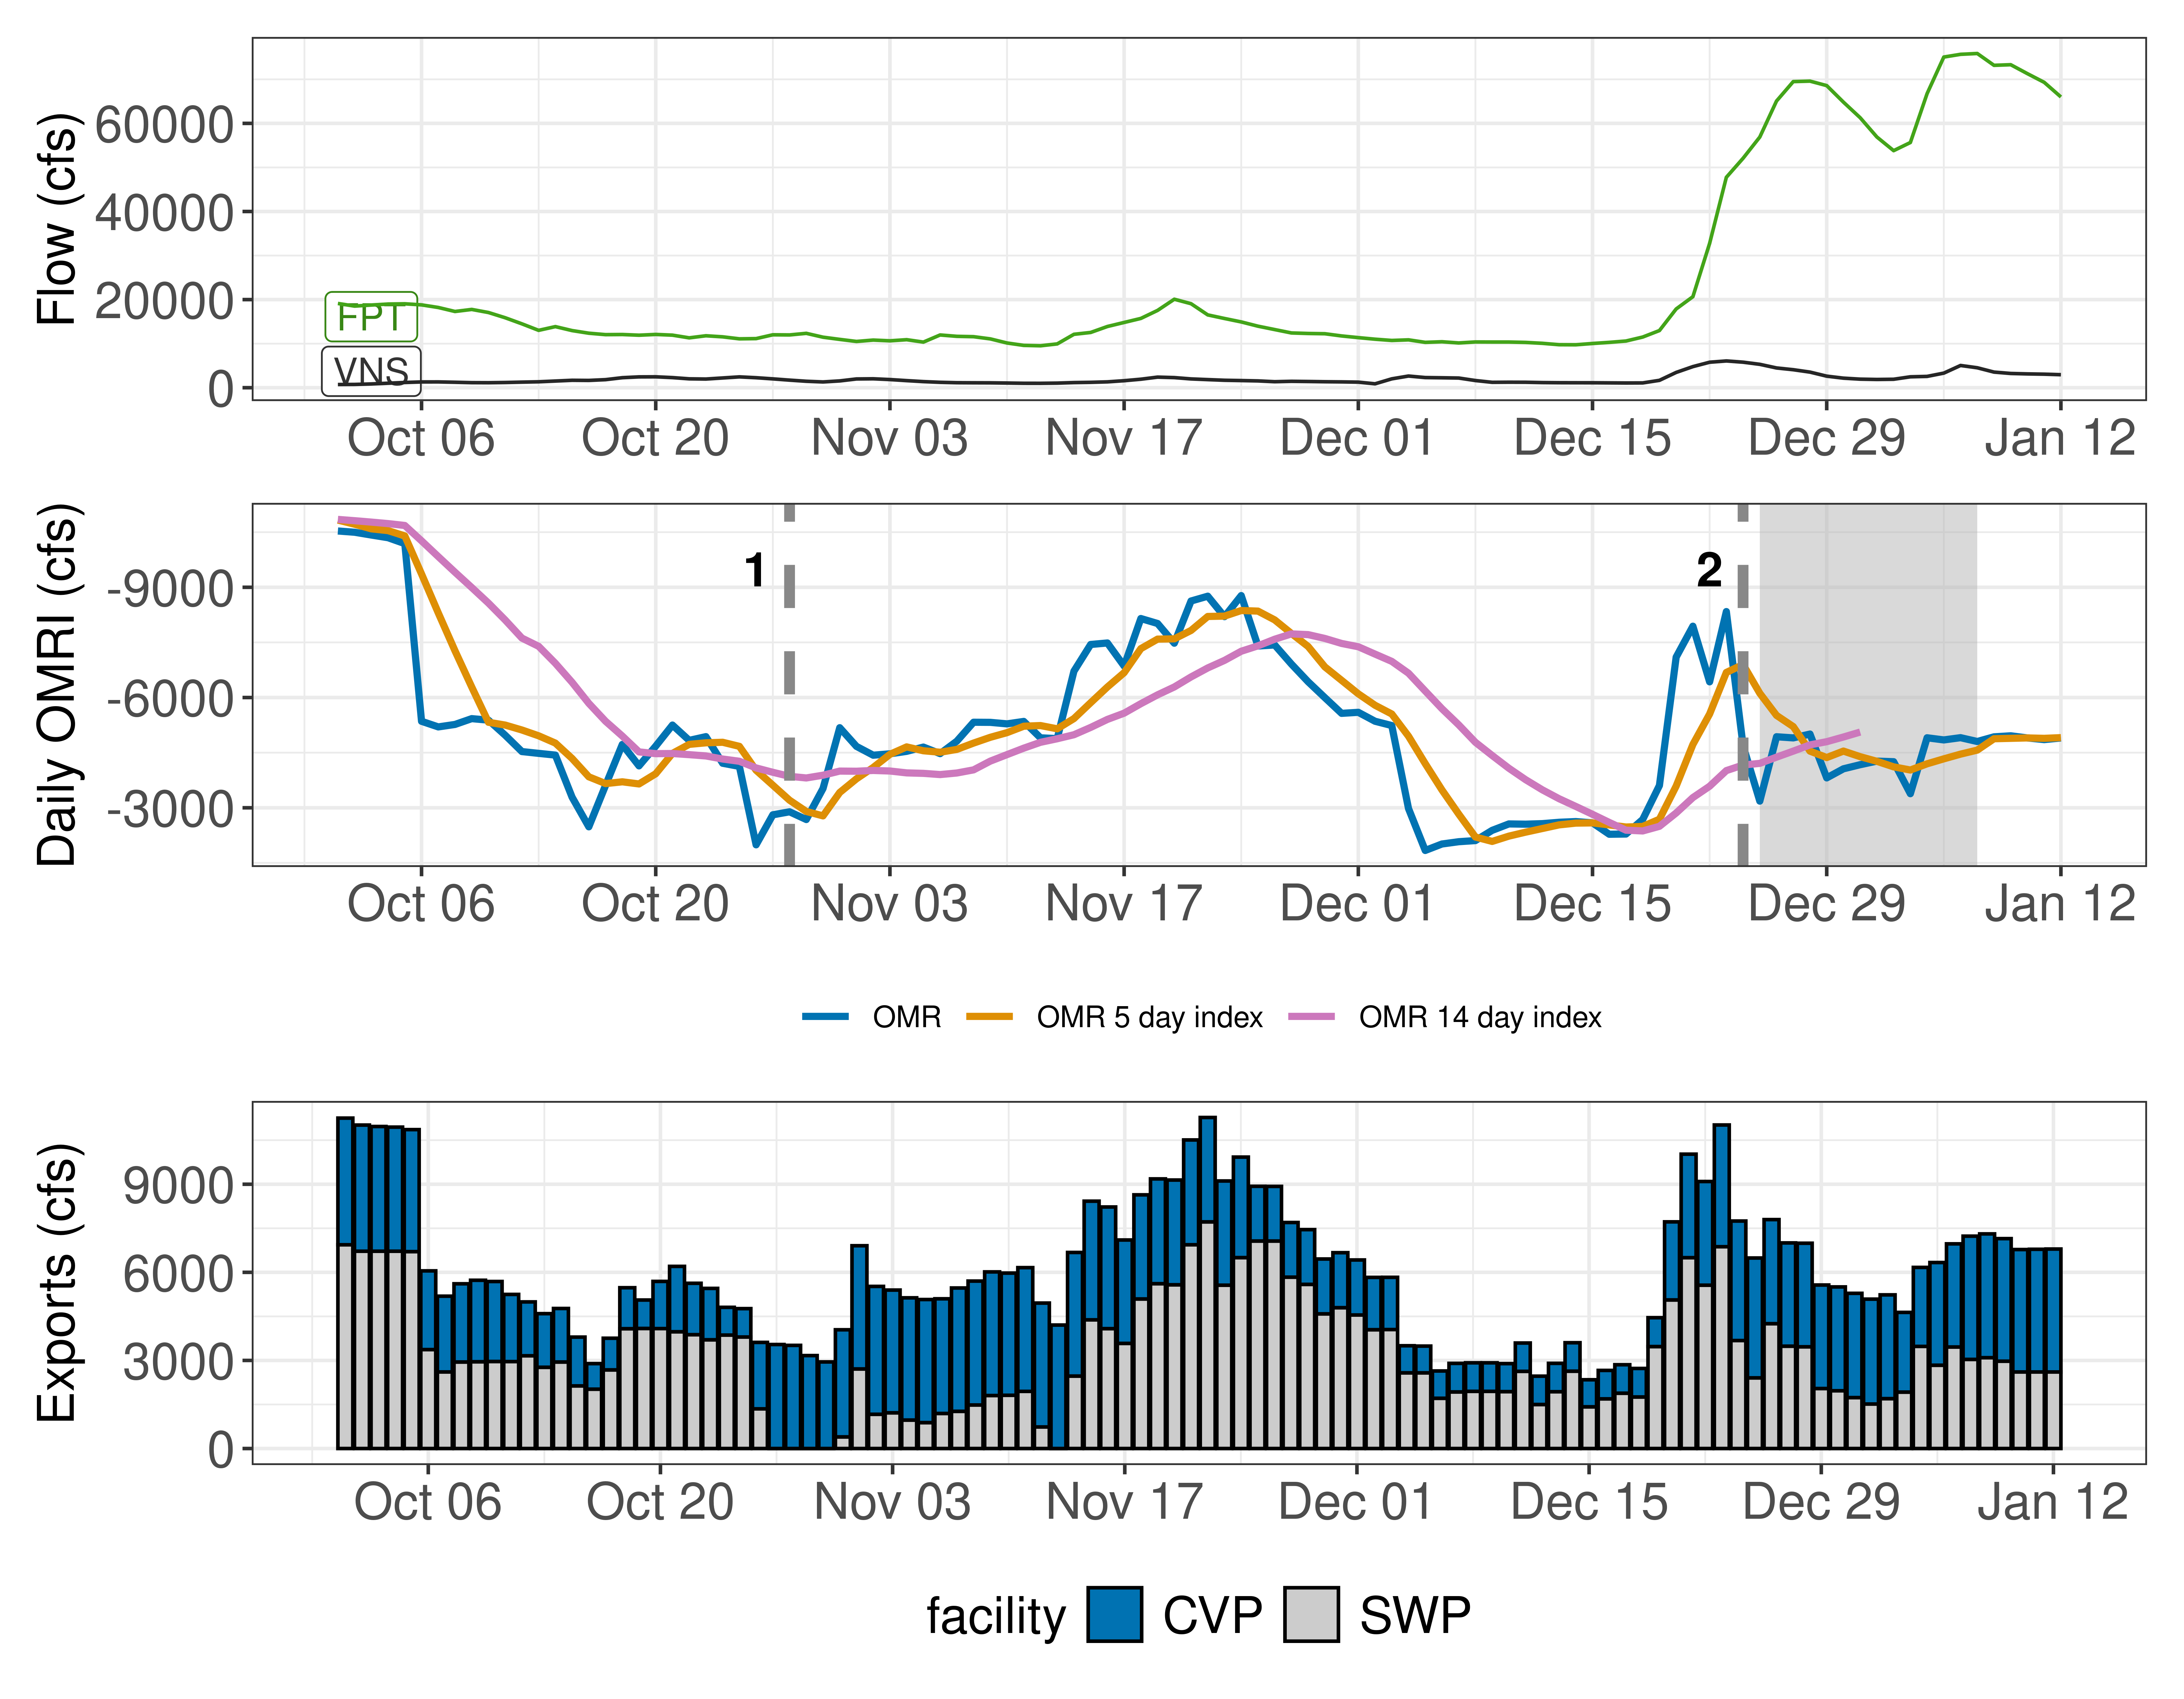 Flow (cfs)
60000
40000
20000
0
FPT
VNS
Oct 06 Oct 20 Nov 03 Nov 17 Dec 01 Dec 15 Dec 29 Jan 12
Daily OMRI (cfs)
-9000
-6000
-3000
1
2
Oct 06 Oct 20 Nov 03 Nov 17 Dec 01 Dec 15 Dec 29 Jan 12
OMR OMR 5 day index OMR 14 day index
Exports (cfs)
9000
6000
3000
0
Oct 06 Oct 20 Nov 03 Nov 17 Dec 01 Dec 15 Dec 29 Jan 12
facility CVP SWP